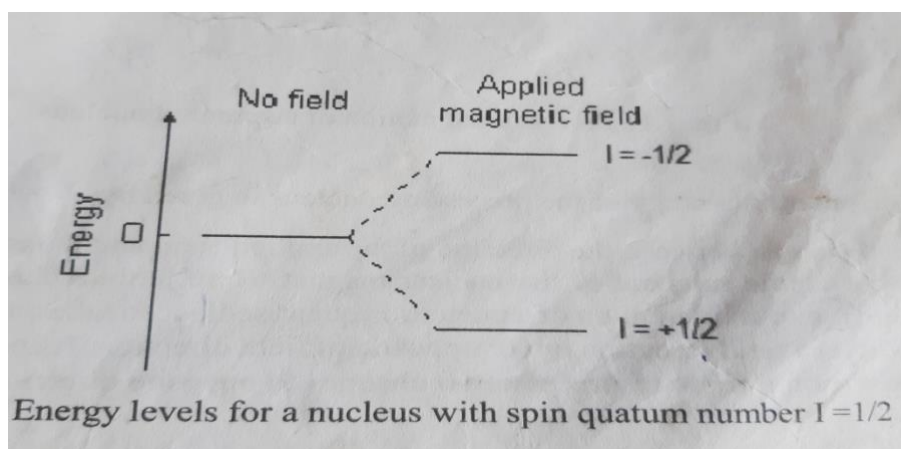 No field
Applied
magnetic field
I = -1/2
Energy
0
I = +1/2
Energy levels for a nucleus with spin quatum number I =1/2